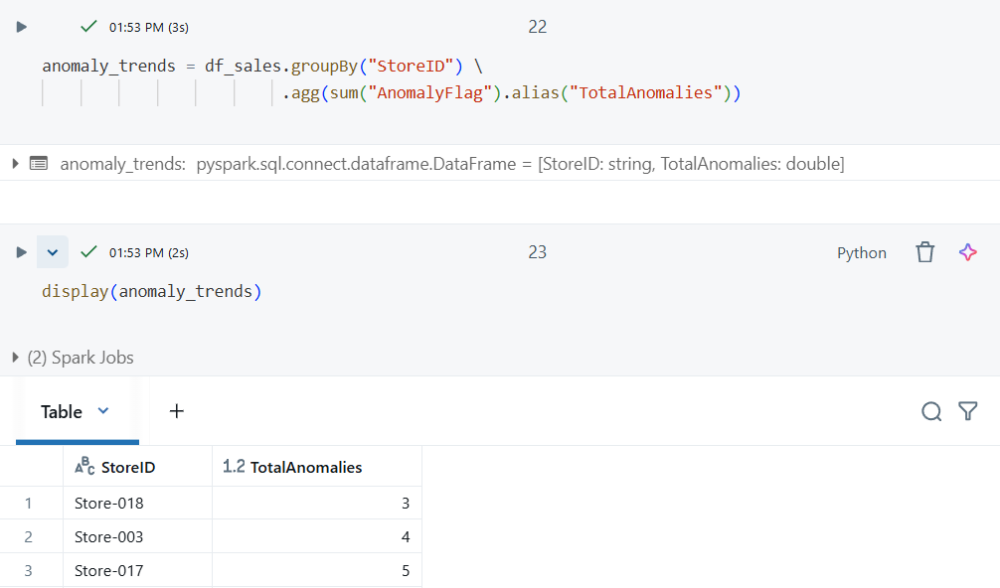 01:53 PM (3s)
22
anomaly_trends = df_sales.groupBy("StoreID") \
.agg(sum("AnomalyFlag").alias("TotalAnomalies"))
anomaly_trends: pyspark.sql.connect.dataframe.DataFrame = [StoreID: string, TotalAnomalies: double]
01:53 PM (2s)
23
Python
display(anomaly_trends)
(2) Spark Jobs
Table
+
ABC StoreID
1.2 TotalAnomalies
1 Store-018 3
2 Store-003 4
3 Store-017 5